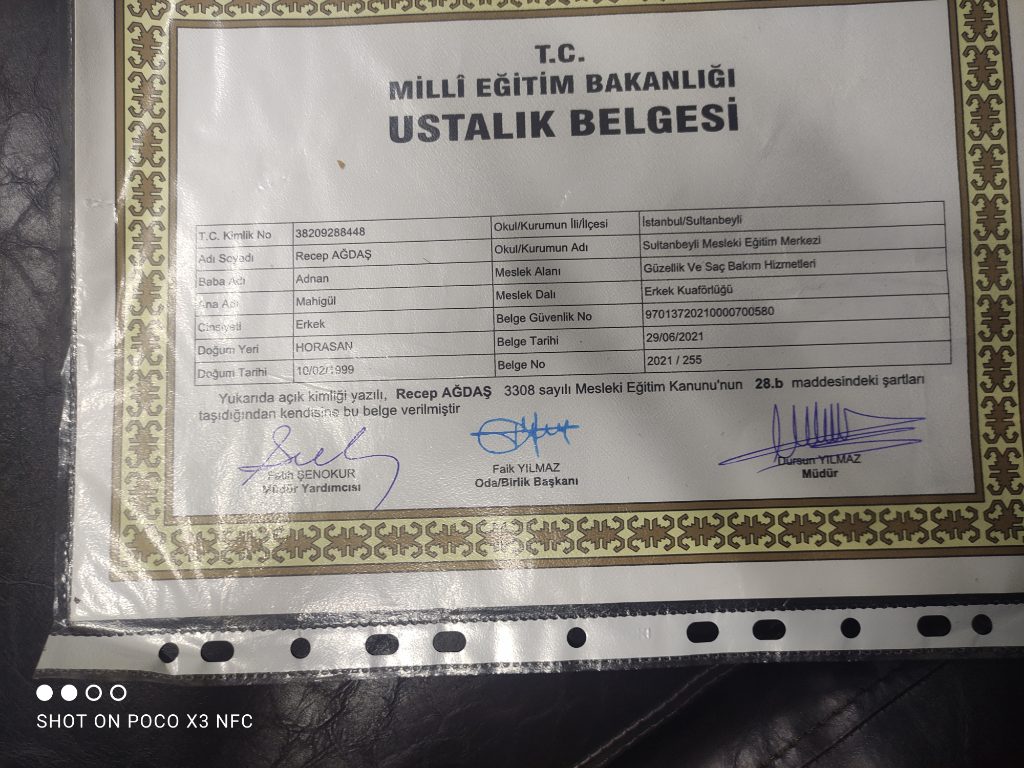 T.C.
MİLLÎ EĞİTİM BAKANLIĞI
USTALIK BELGESİ
T.C. Kimlik No 38209288448 Okul/Kurumun İli/İlçesi İstanbul/Sultanbeyli
Adı Soyadı Recep AĞDAŞ Okul/Kurumun Adı Sultanbeyli Mesleki Eğitim Merkezi
Baba Adı Adnan Meslek Alanı Güzellik Ve Saç Bakım Hizmetleri
Ana Adı Mahigül Meslek Dalı Erkek Kuaförlüğü
Cinsiyeti Erkek Belge Güvenlik No 97013720210000700580
Doğum Yeri HORASAN Belge Tarihi 29/06/2021
Doğum Tarihi 10/02/1999 Belge No 2021 / 255
Yukarıda açık kimliği yazılı, Recep AĞDAŞ 3308 sayılı Mesleki Eğitim Kanunu'nun 28.b maddesindeki şartları
taşıdığından kendisine bu belge verilmiştir
Fatih ŞENOKUR Faik YILMAZ Dursun YILMAZ
Müdür Yardımcısı Oda/Birlik Başkanı Müdür
SHOT ON POCO X3 NFC